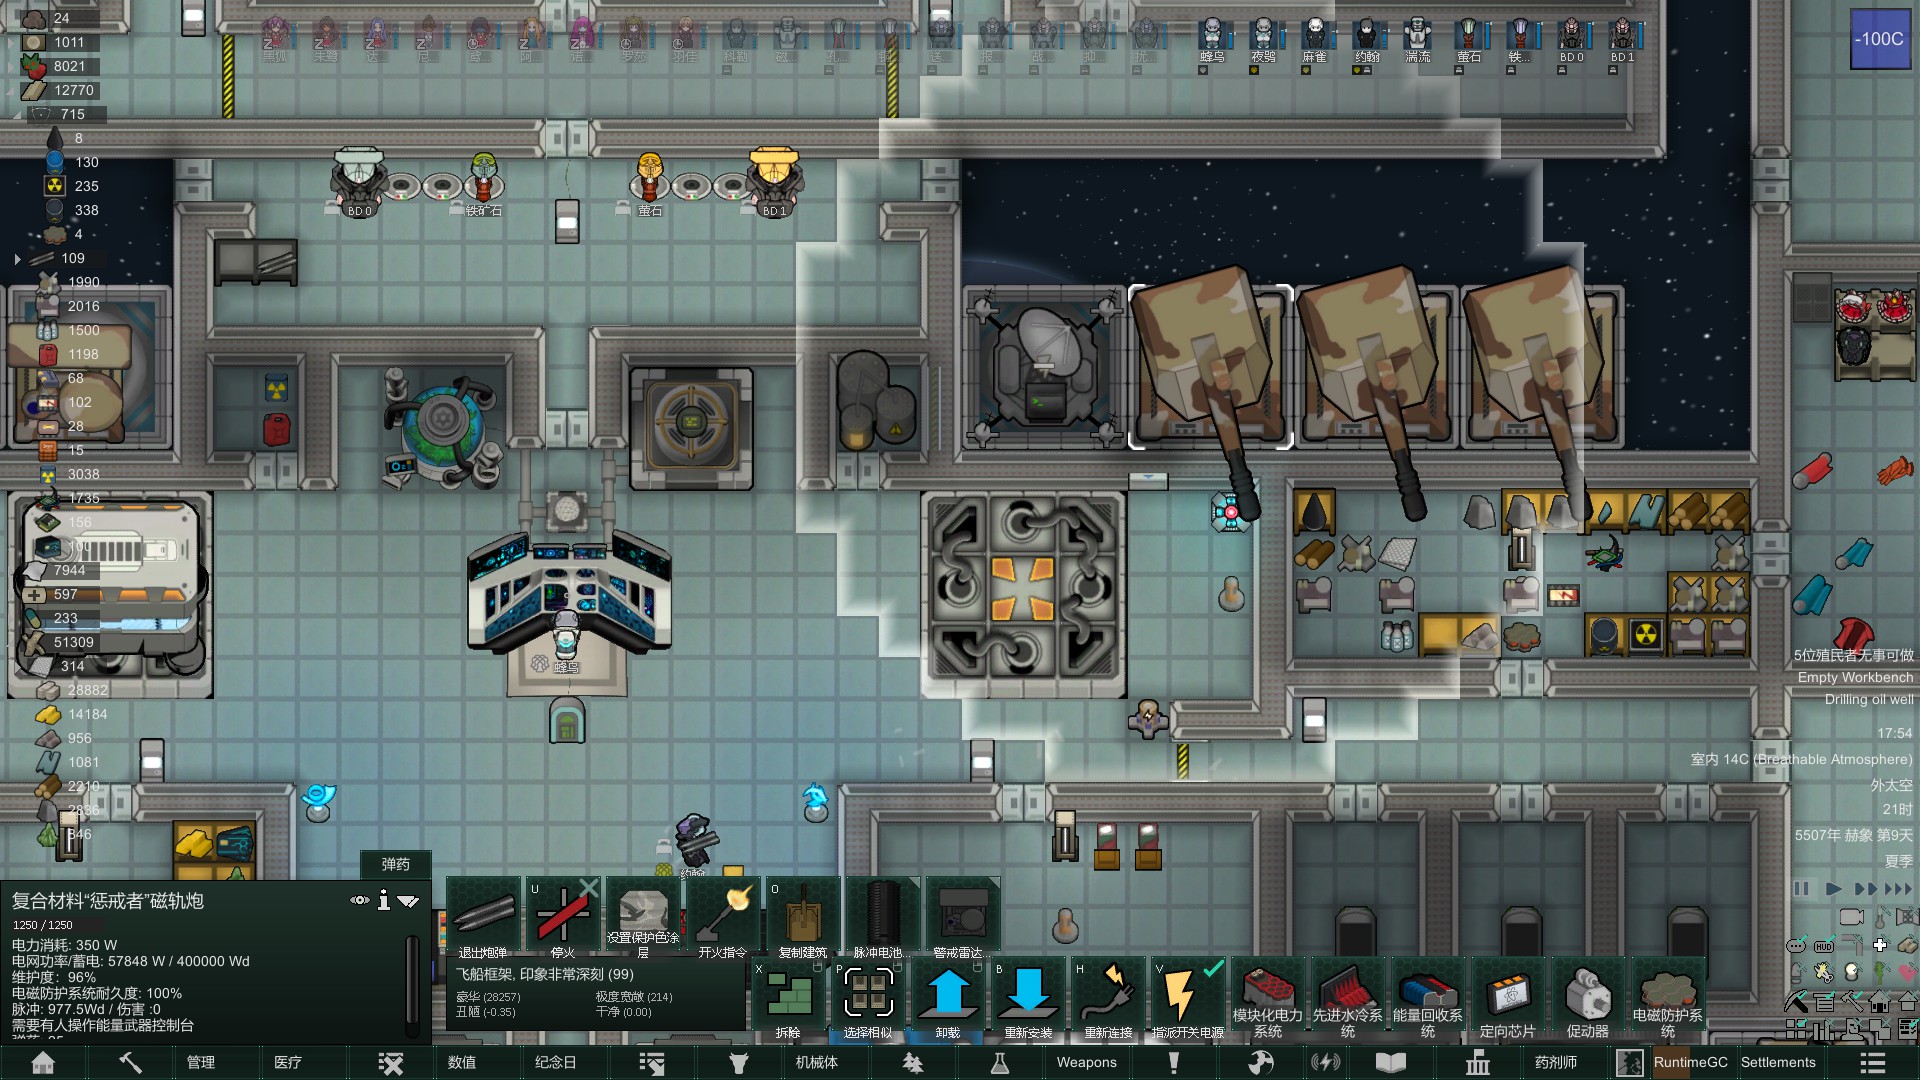 24
1011
8021
12770
715
8
130
235
338
4
109
1990
2016
1500
1198
68
102
28
15
3038
1735
156
7944
597
233
51309
314
28882
14184
956
1081
2210
2836
346
蜂鸟
夜鸮
麻雀
约翰
湍流
萤石
铁...
BD 0
BD 1
-100C
BD 0
铁矿石
萤石
BD 1
蜂鸟
约翰
5位殖民者无事可做
Empty Workbench
Drilling oil well
17:54
室内 14C (Breathable Atmosphere)
外太空
21时
5507年 赫象 第9天
夏季
HUD
弹药
复合材料“惩戒者”磁轨炮
1250 / 1250
电力消耗: 350 W
电网功率/蓄电: 57848 W / 400000 Wd
维护度: 96%
电磁防护系统耐久度: 100%
脉冲: 977.5Wd / 伤害 :0
需要有人操作能量武器控制台
退出炮弹
U
停火
设置保护色涂层
开火指令
O
复制建筑
脉冲电池...
警戒雷达...
飞船框架, 印象非常深刻 (99)
豪华 (28257)
极度宽敞 (214)
丑陋 (-0.35)
干净 (0.00)
X
拆除
P
选择相似
卸载
B
重新安装
H
重新连接
V
指派开关电源
模块化电力系统
先进水冷系统
能量回收系统
定向芯片
促动器
电磁防护系统
管理
医疗
数值
纪念日
机械体
Weapons
药剂师
RuntimeGC
Settlements